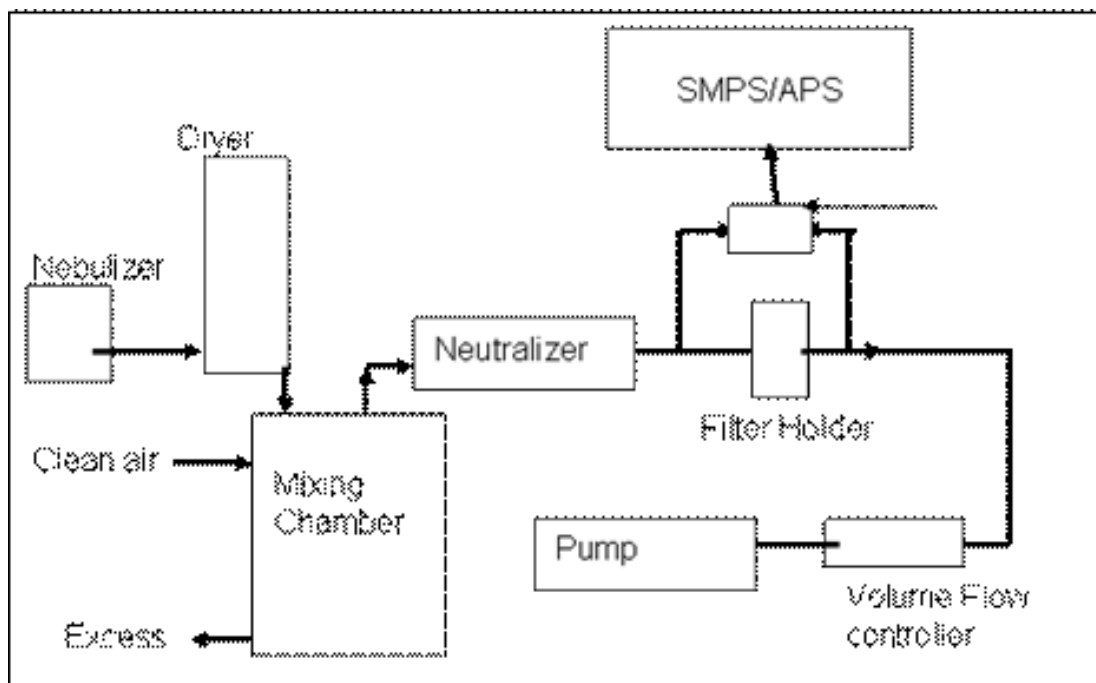 SMPS/APS
Dryer
Nebulizer
Neutralizer
Filter Holder
Clean air
Mixing
Chamber
Pump
Volume Flow
controller
Excess